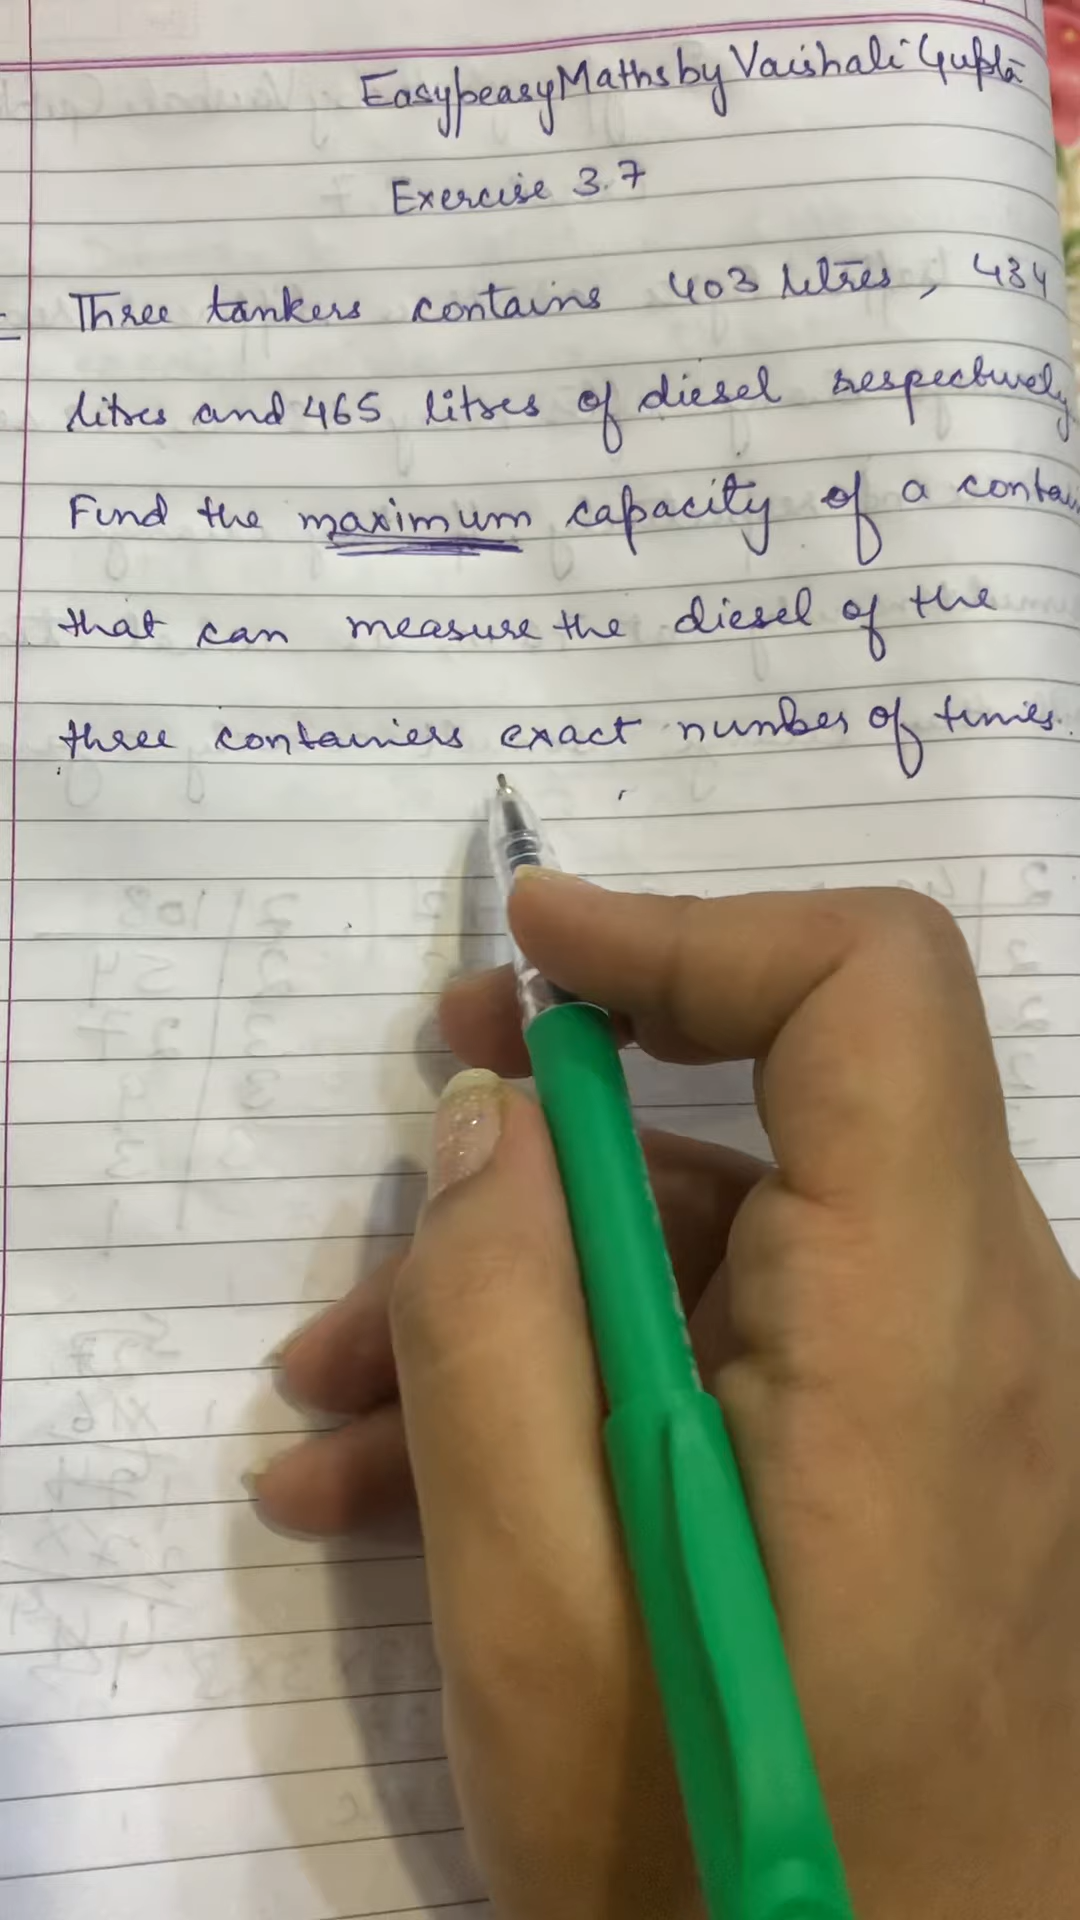 EasypeasyMaths by Vaishali Gupta
Exercise 3.7
Three tankers contains 403 litres, 434
litres and 465 litres of diesel respectively.
Find the maximum capacity of a contai
that can measure the diesel of the
three containers exact number of times.